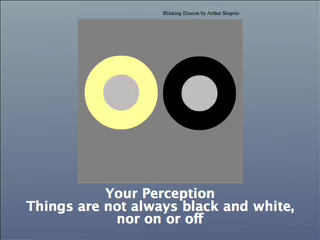 Blinking Illusion by Arthur Shapiro
Your Perception
Things are not always black and white,
nor on or off